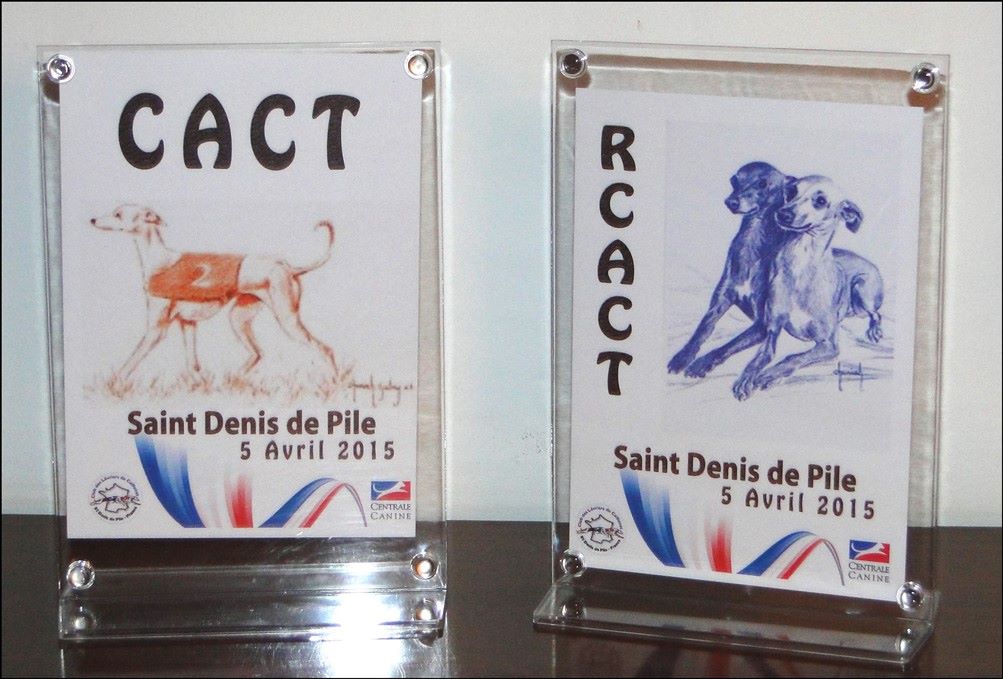 CACT
2
Saint Denis de Pile
5 Avril 2015
CENTRALE
CANINE
RCACT
Saint Denis de Pile
5 Avril 2015
CENTRALE
CANINE